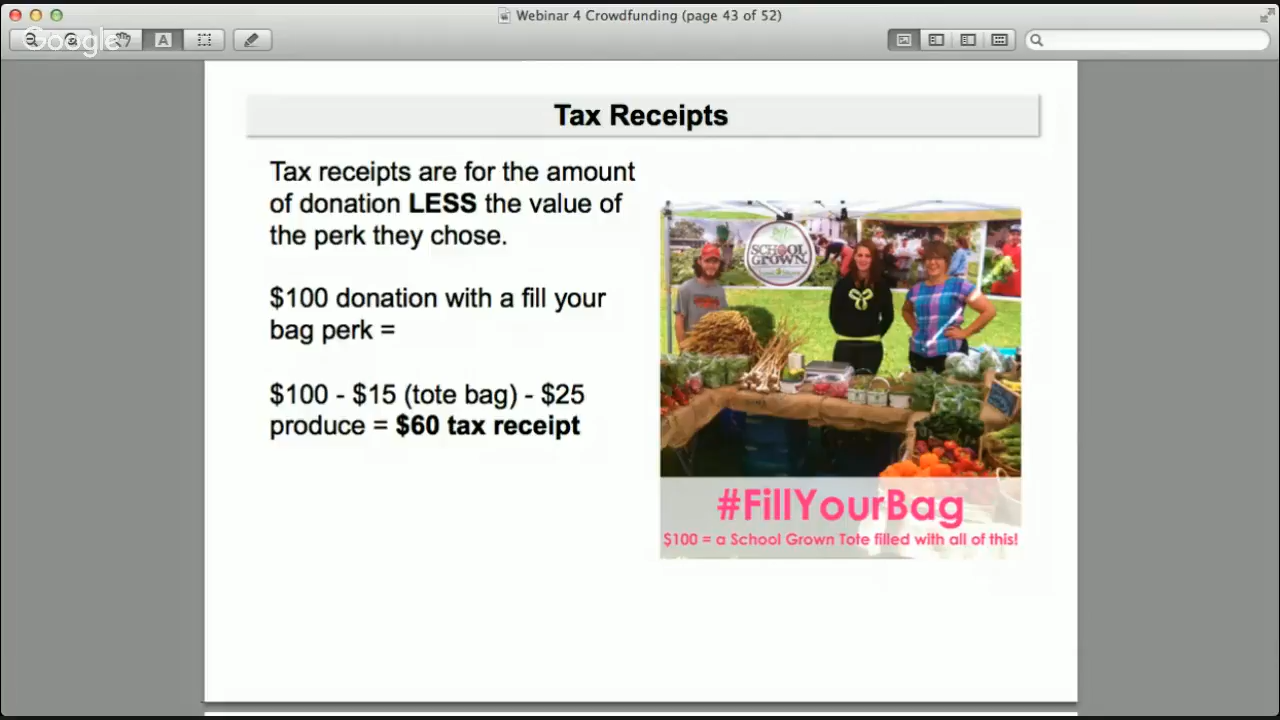 Webinar 4 Crowdfunding (page 43 of 52)
Google
A
Tax Receipts
Tax receipts are for the amount
of donation LESS the value of
the perk they chose.
$100 donation with a fill your
bag perk =
$100 - $15 (tote bag) - $25
produce = $60 tax receipt
SCHOOL
GROWN
#FillYourBag
$100 = a School Grown Tote filled with all of this!